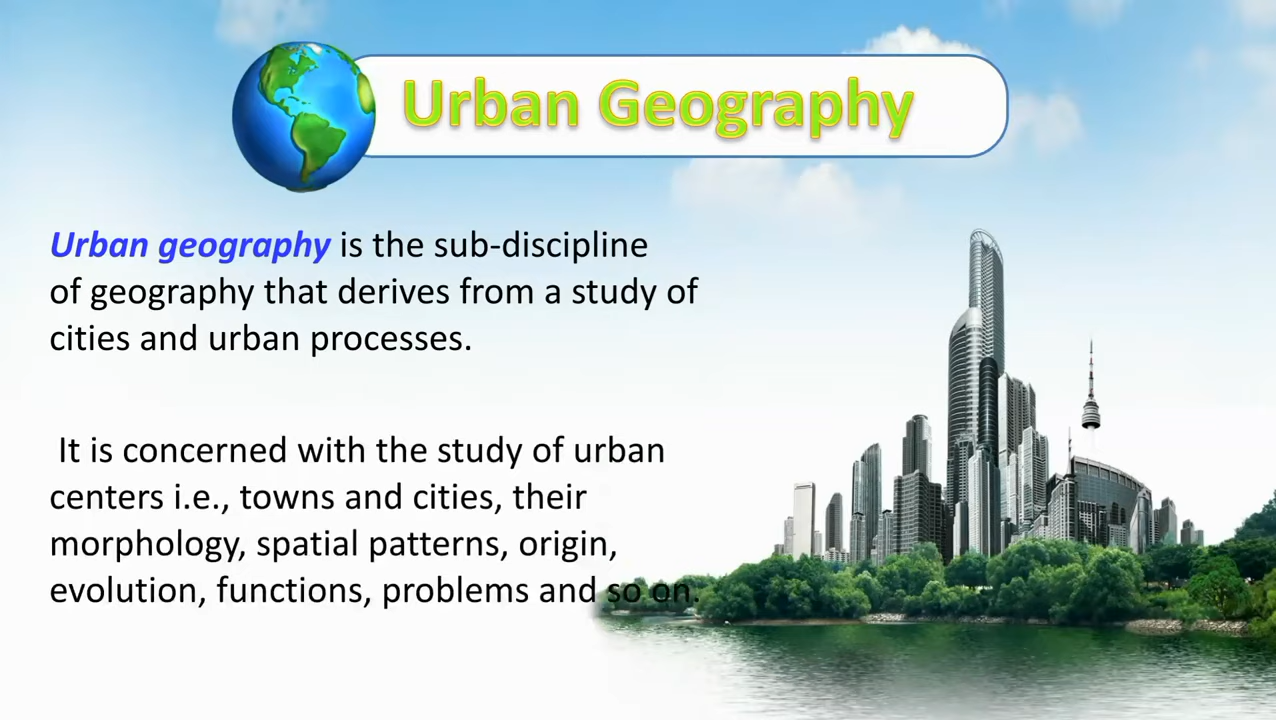 Urban Geography
Urban geography is the sub-discipline
of geography that derives from a study of
cities and urban processes.
It is concerned with the study of urban
centers i.e., towns and cities, their
morphology, spatial patterns, origin,
evolution, functions, problems and so on.